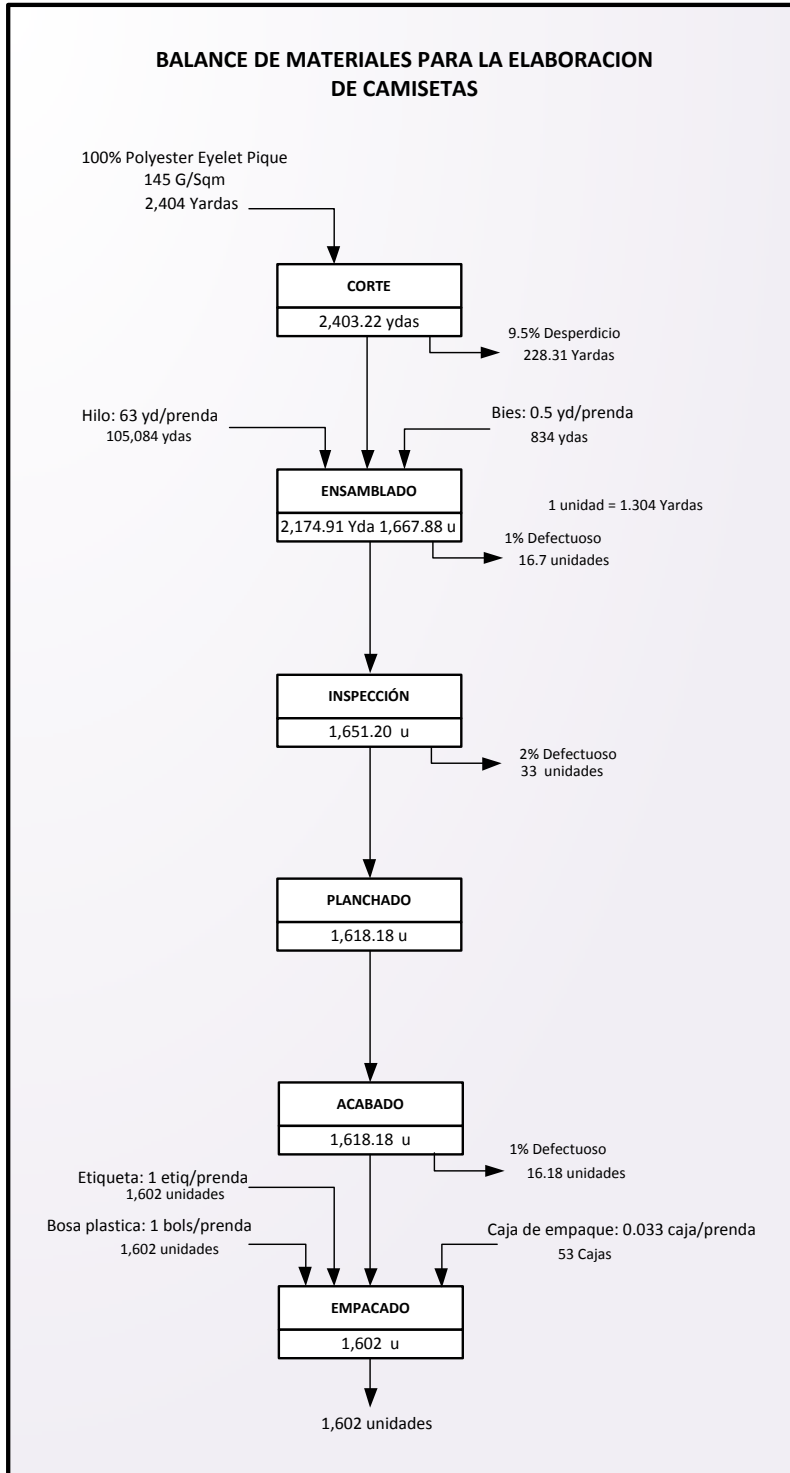 BALANCE DE MATERIALES PARA LA ELABORACION
DE CAMISETAS
100% Polyester Eyelet Pique
145 G/Sqm
2,404 Yardas
CORTE
2,403.22 ydas
9.5% Desperdicio
228.31 Yardas
Hilo: 63 yd/prenda
105,084 ydas
Bies: 0.5 yd/prenda
834 ydas
ENSAMBLADO
2,174.91 Yda 1,667.88 u
1 unidad = 1.304 Yardas
1% Defectuoso
16.7 unidades
INSPECCIÓN
1,651.20 u
2% Defectuoso
33 unidades
PLANCHADO
1,618.18 u
ACABADO
1,618.18 u
1% Defectuoso
16.18 unidades
Etiqueta: 1 etiq/prenda
1,602 unidades
Bosa plastica: 1 bols/prenda
1,602 unidades
Caja de empaque: 0.033 caja/prenda
53 Cajas
EMPACADO
1,602 u
1,602 unidades